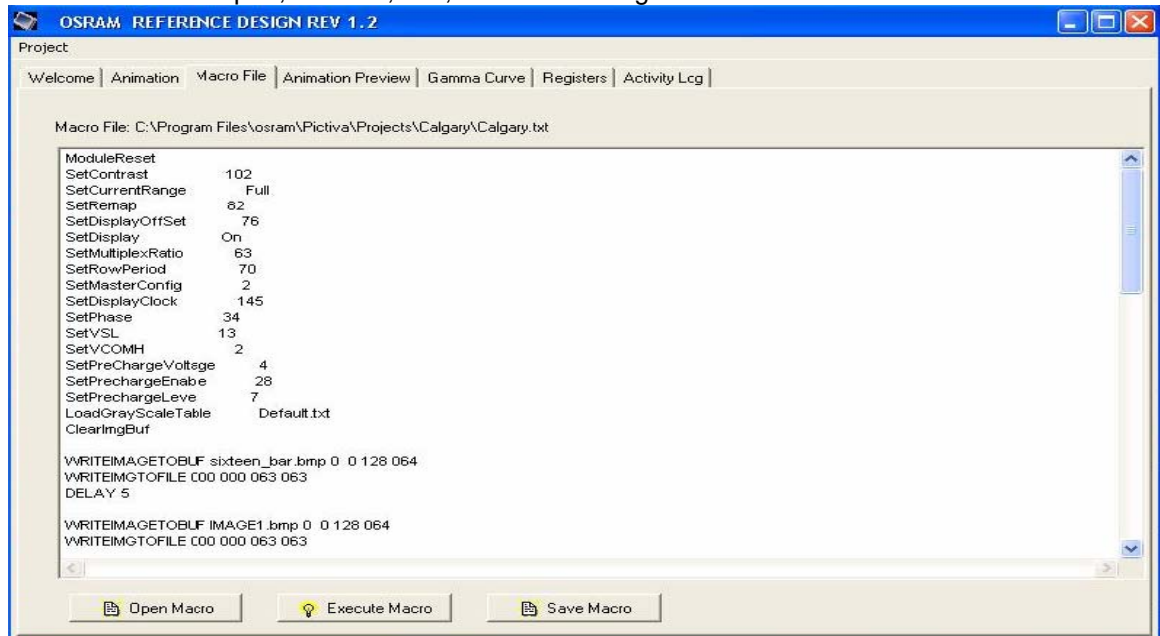 OSRAM REFERENCE DESIGN REV 1.2
Project
Welcome Animation Macro File Animation Preview Gamma Curve Registers Activity Log
Macro File: C:\Program Files\osram\Pictiva\Projects\Calgary\Calgary.txt
ModuleReset
SetContrast 102
SetCurrentRange Full
SetRemap 82
SetDisplayOffSet 76
SetDisplay On
SetMultiplexRatio 63
SetRowPeriod 70
SetMasterConfig 2
SetDisplayClock 145
SetPhase 34
SetVSL 13
SetVCOMH 2
SetPreChargeVoltage 4
SetPrechargeEnabe 28
SetPrechargeLeve 7
LoadGrayScaleTable Default.txt
ClearImgBuf
WRITEIMAGETOBUF sixteen_bar.bmp 0 0 128 064
WRITEIMGTOFILE 000 000 063 063
DELAY 5
WRITEIMAGETOBUF IMAGE1.bmp 0 0 128 064
WRITEIMGTOFILE 000 000 063 063
Open Macro Execute Macro Save Macro